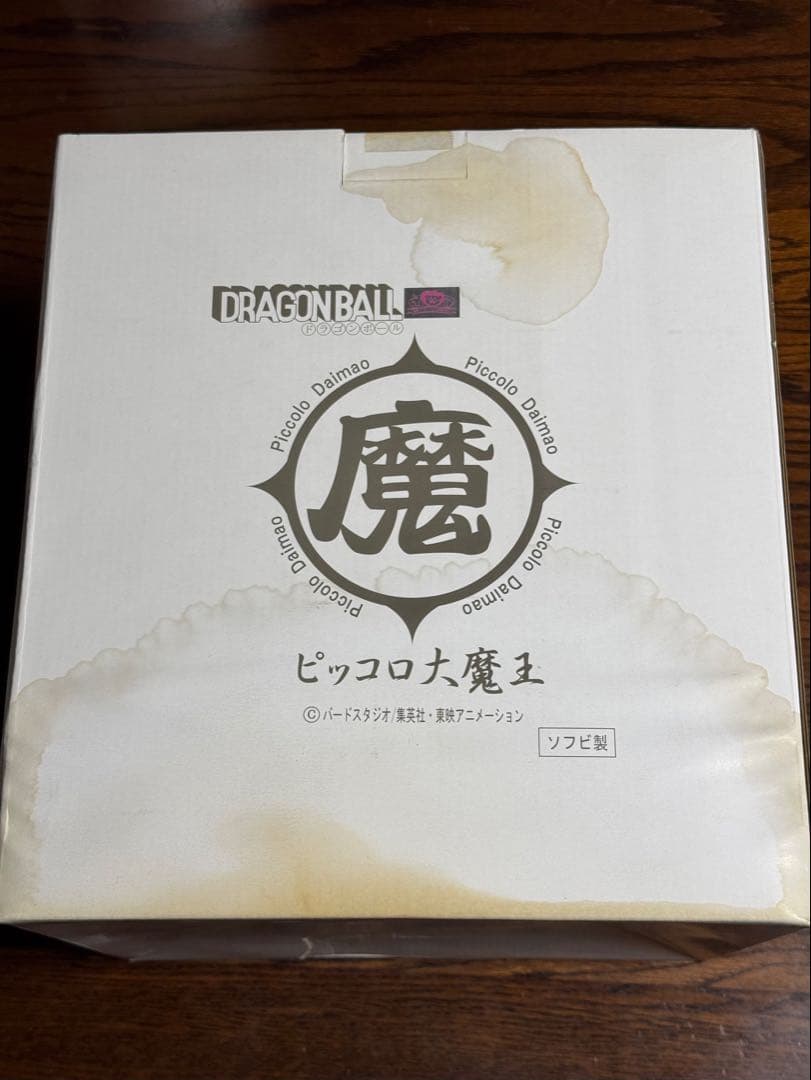 DRAGONBALL
ドラゴンボール
Piccolo Daimao
Piccolo Daimao
魔
Piccolo Daimao
Piccolo Daimao
ピッコロ大魔王
©バードスタジオ/集英社・東映アニメーション
ソフビ製